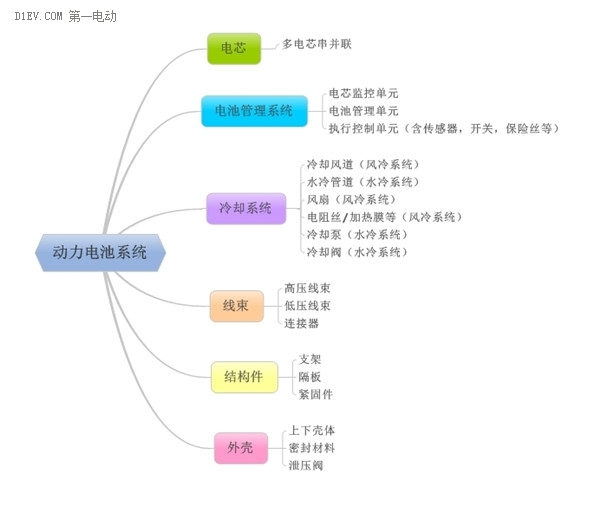 D1EV.COM 第一电动
电芯
多电芯串并联
电池管理系统
电芯监控单元
电池管理单元
执行控制单元（含传感器，开关，保险丝等）
冷却系统
冷却风道（风冷系统）
水冷管道（水冷系统）
风扇（风冷系统）
电阻丝/加热膜等（风冷系统）
冷却泵（水冷系统）
冷却阀（水冷系统）
动力电池系统
线束
高压线束
低压线束
连接器
结构件
支架
隔板
紧固件
外壳
上下壳体
密封材料
泄压阀